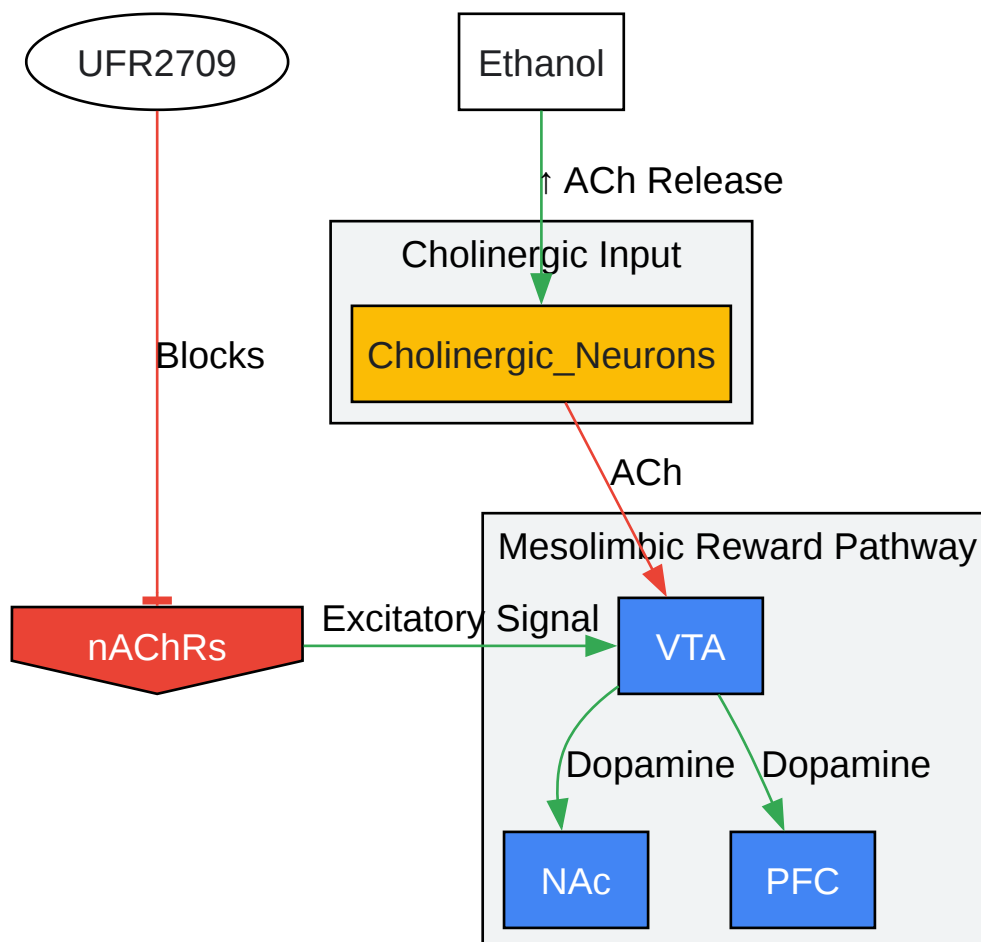 UFR2709
Ethanol
↑ ACh Release
Cholinergic Input
Blocks
Cholinergic_Neurons
ACh
Mesolimbic Reward Pathway
Excitatory Signal
nAChRs
VTA
Dopamine
Dopamine
NAc
PFC